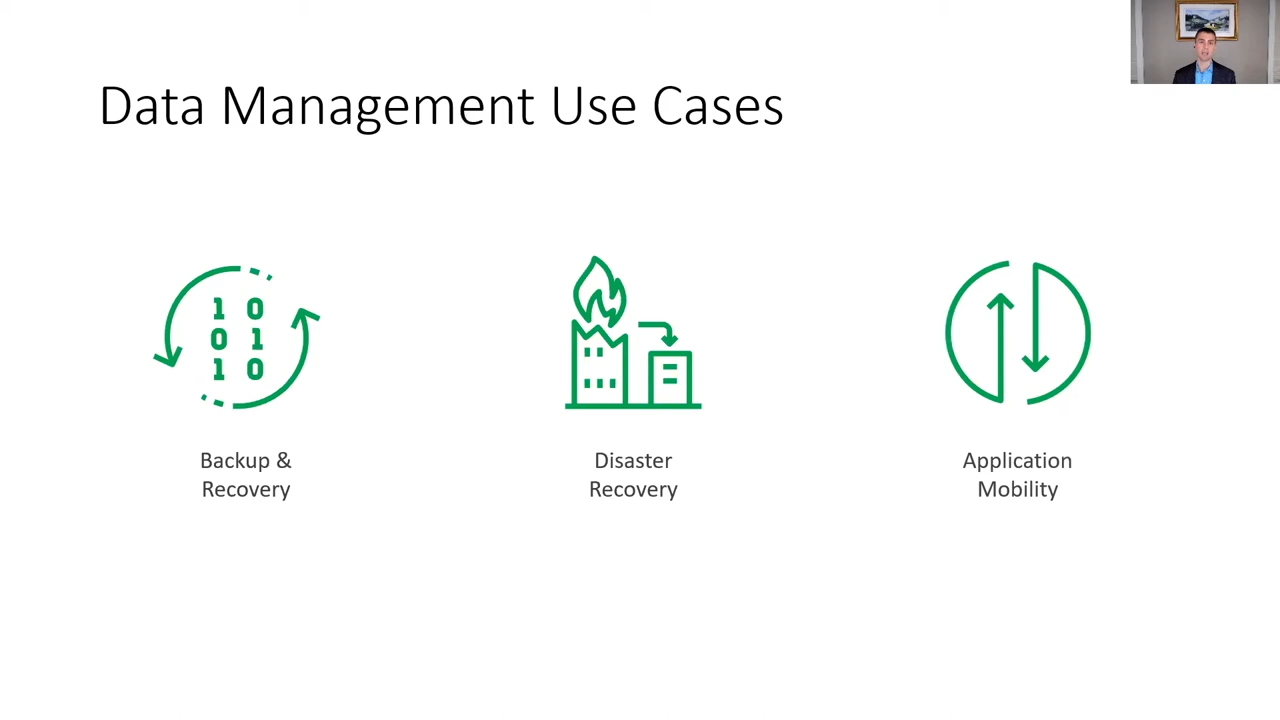 Data Management Use Cases
1 0
0 1
1 0
Backup &
Recovery
Disaster
Recovery
Application
Mobility